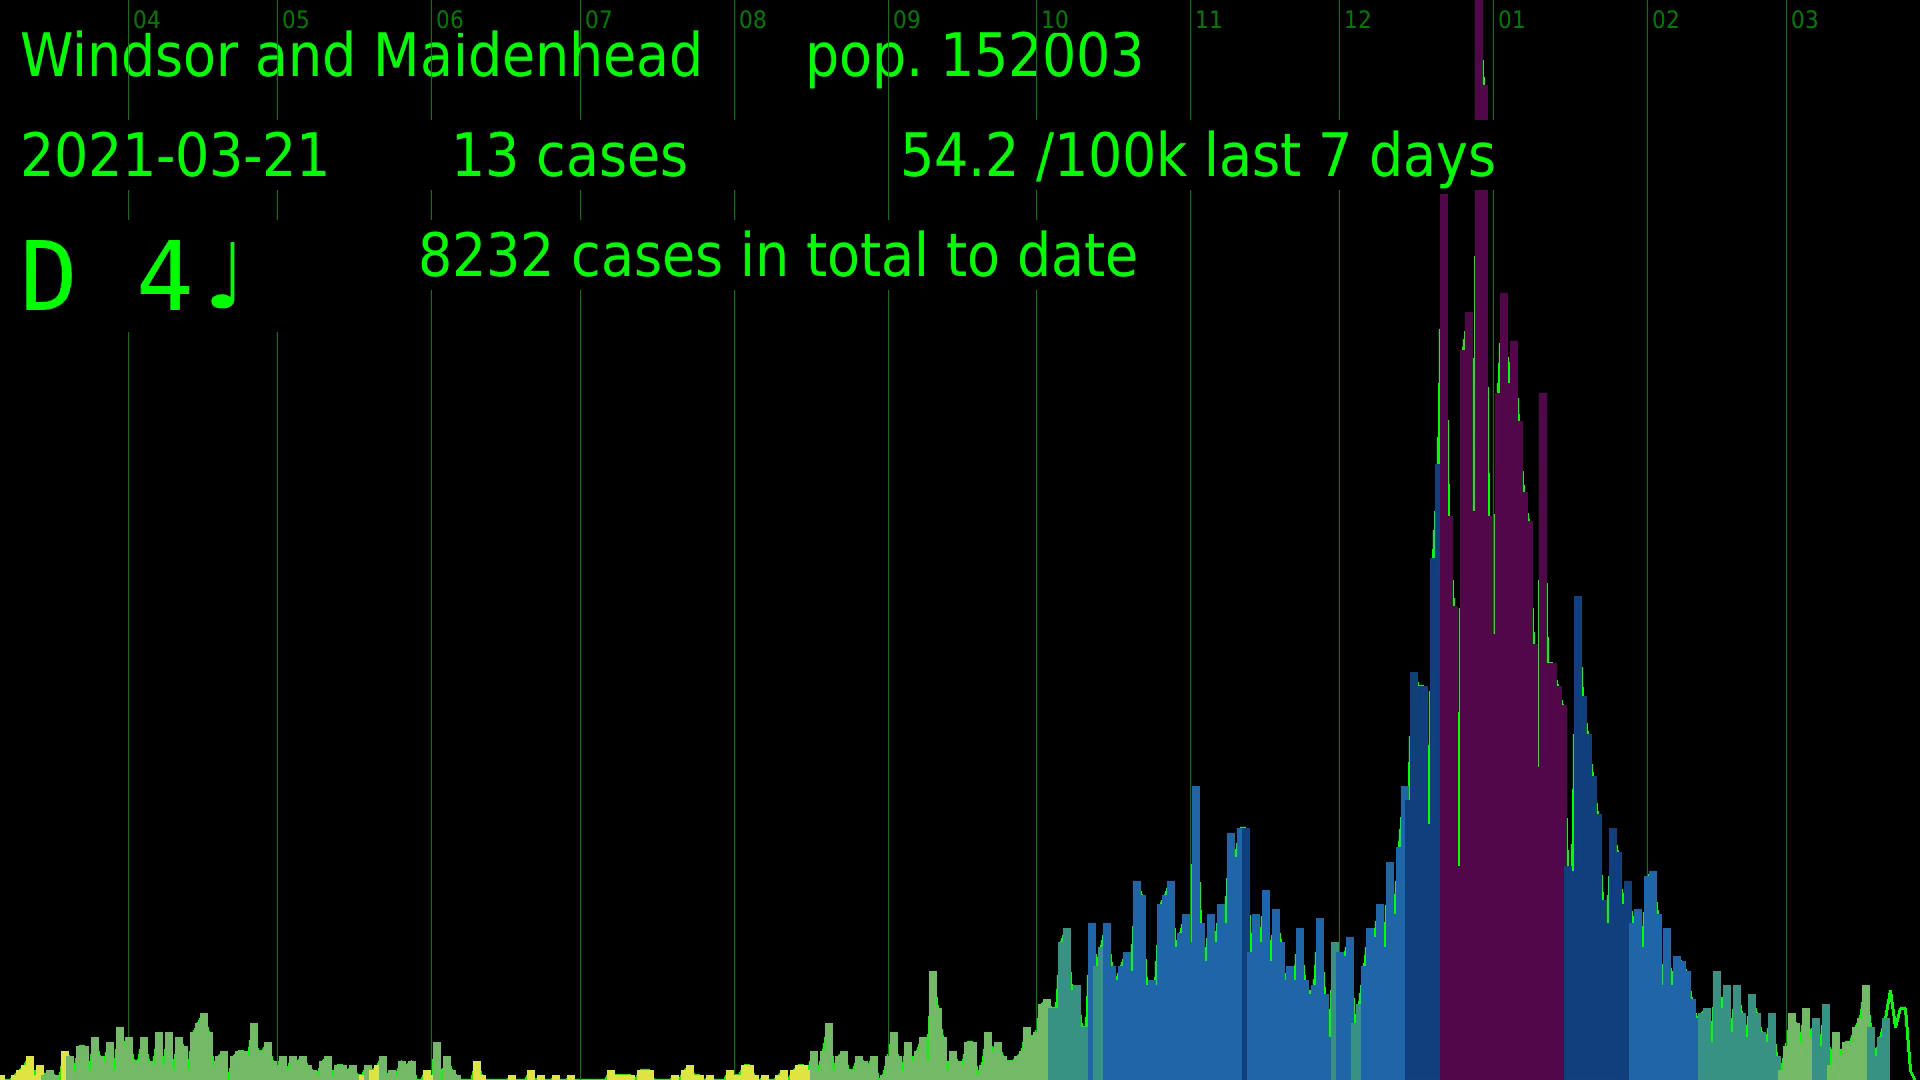 04 05 06 07 08 09 10 11 12 01 02 03
Windsor and Maidenhead pop. 152003
2021-03-21 13 cases 54.2 /100k last 7 days
D 4♩ 8232 cases in total to date